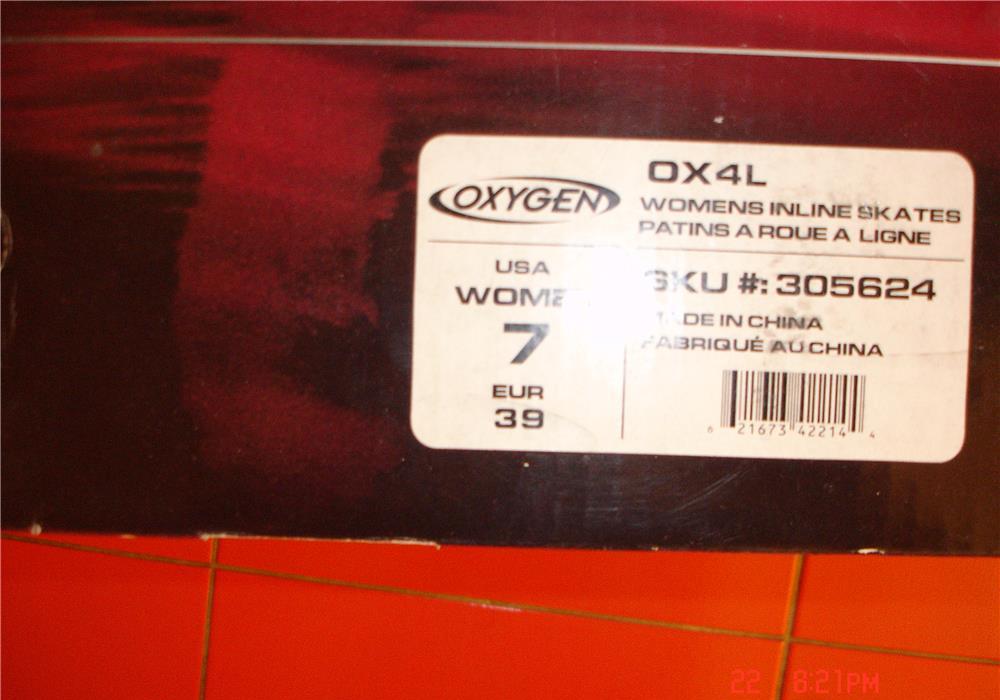 OXYGEN
OX4L
WOMENS INLINE SKATES
PATINS A ROUE A LIGNE
USA
7
EUR
39
SKU #: 305624
MADE IN CHINA
FABRIQUÉ AU CHINA
6 21673 42214 4
22 8:21PM